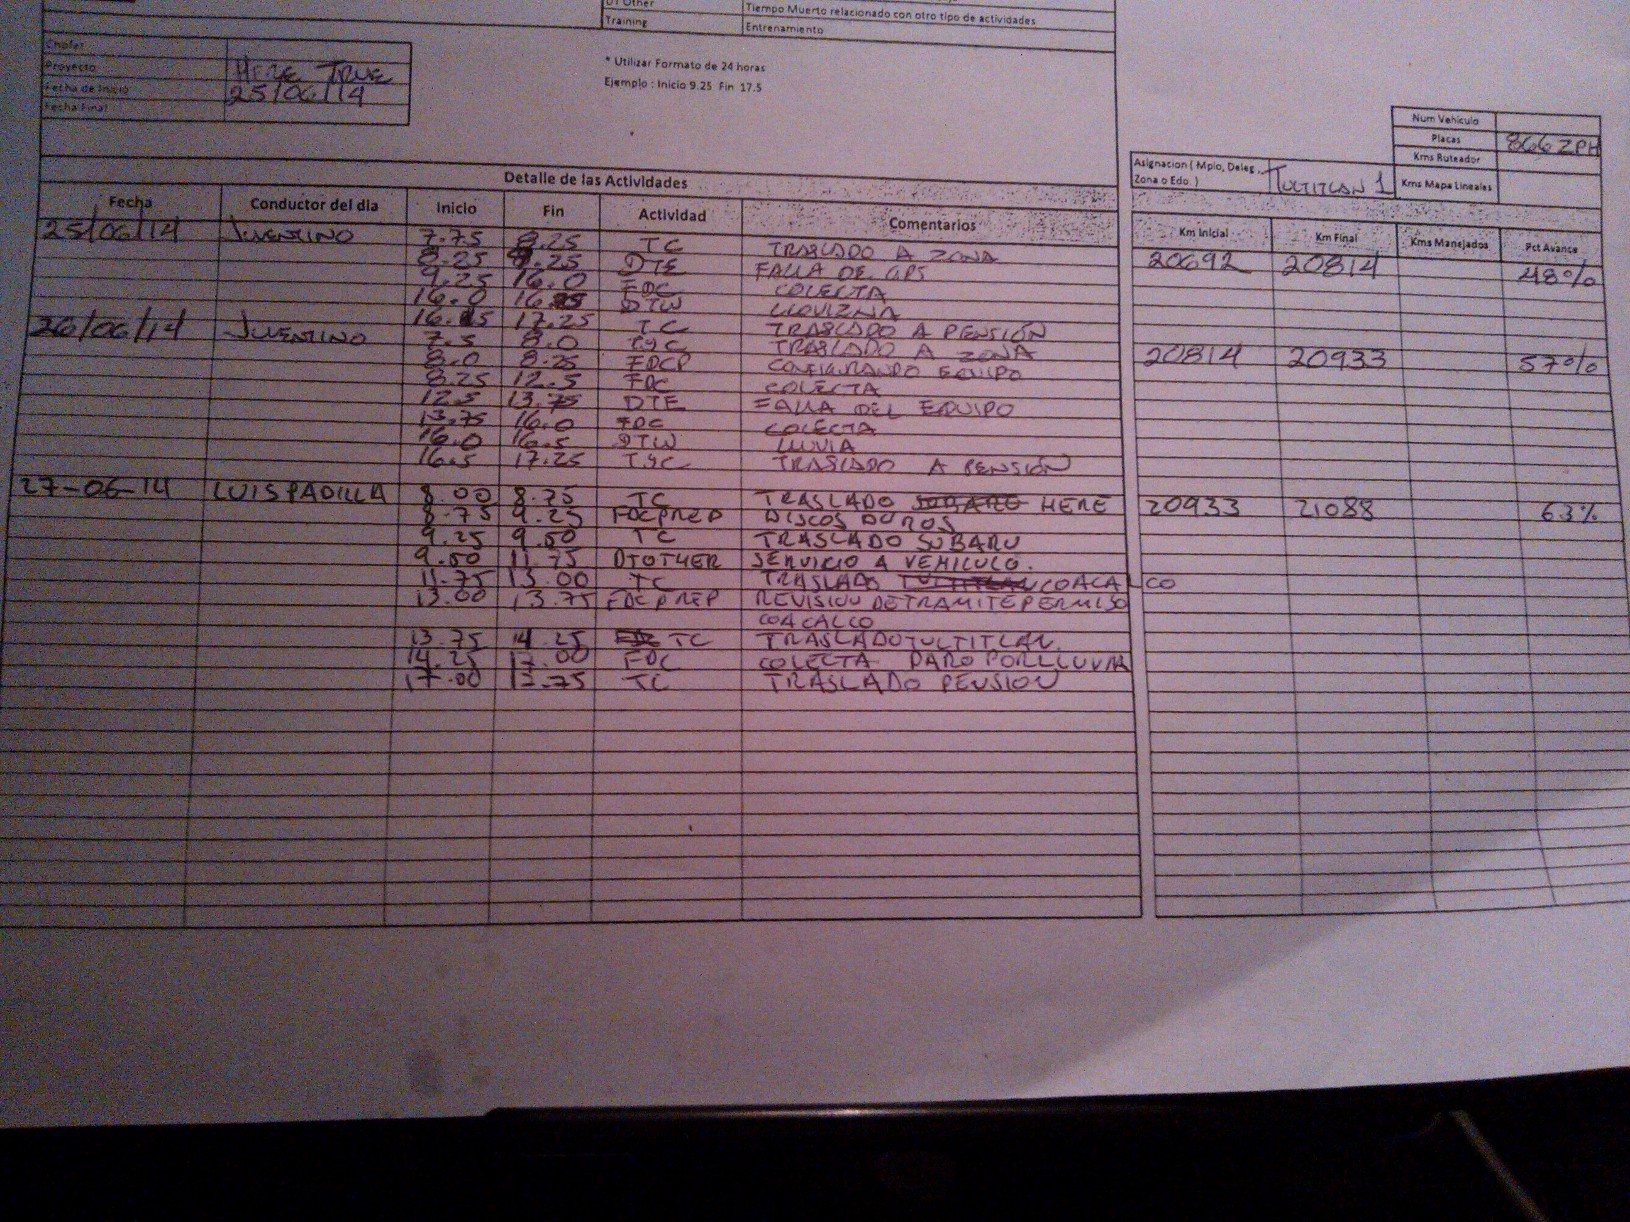 DT Other Tiempo Muerto relacionado con otro tipo de actividades
Training Entrenamiento
Chofer
Proyecto HERE TRUE
Fecha de Inicio 25/06/14
Fecha Final
* Utilizar Formato de 24 horas
Ejemplo : Inicio 9.25 Fin 17.5
Num Vehiculo
Placas 866ZPH
Kms Ruteador
Kms Mapa Lineales
Asignacion ( Mpio, Deleg,
Zona o Edo. ) TULTITLAN 1
Detalle de las Actividades
Fecha Conductor del dia Inicio Fin Actividad Comentarios Km Inicial Km Final Kms Manejados Pct Avance
25/06/14 JUVENTINO 7.75 8.25 TC TRASLADO A ZONA 20692 20814 48%
8.25 9.25 DTE FALLA DE GPS
9.25 16.0 FDC COLECTA
16.0 DTW LLOVIZNA
17.25 TC TRASLADO A PENSIÓN
26/06/14 JUVENTINO 7.5 8.0 TYC TRASLADO A ZONA 20814 20933 57%
8.0 8.25 FDCP CONFIGURANDO EQUIPO
8.25 12.5 FDC COLECTA
12.5 13.75 DTE FALLA DEL EQUIPO
13.75 16.0 FDC COLECTA
16.0 16.5 DTW LLUVIA
16.5 17.25 TYC TRASLADO A PENSIÓN
27-06-14 LUIS PADILLA 8.00 8.75 TC TRASLADO HERE 20933 21088 63%
8.75 9.25 FDCPREP DISCOS DUROS
9.25 9.50 TC TRASLADO SUBARU
9.50 11.75 DTOTHER SERVICIO A VEHICULO.
11.75 13.00 TC TRASLADO COACALCO
13.00 13.75 FDCPREP REVISION DE TRAMITE PERMISO
COACALCO
13.75 14.25 TC TRASLADO TULTITLAN.
14.25 17.00 FDC COLECTA PARO POR LLUVIA
17.00 17.75 TC TRASLADO PENSION